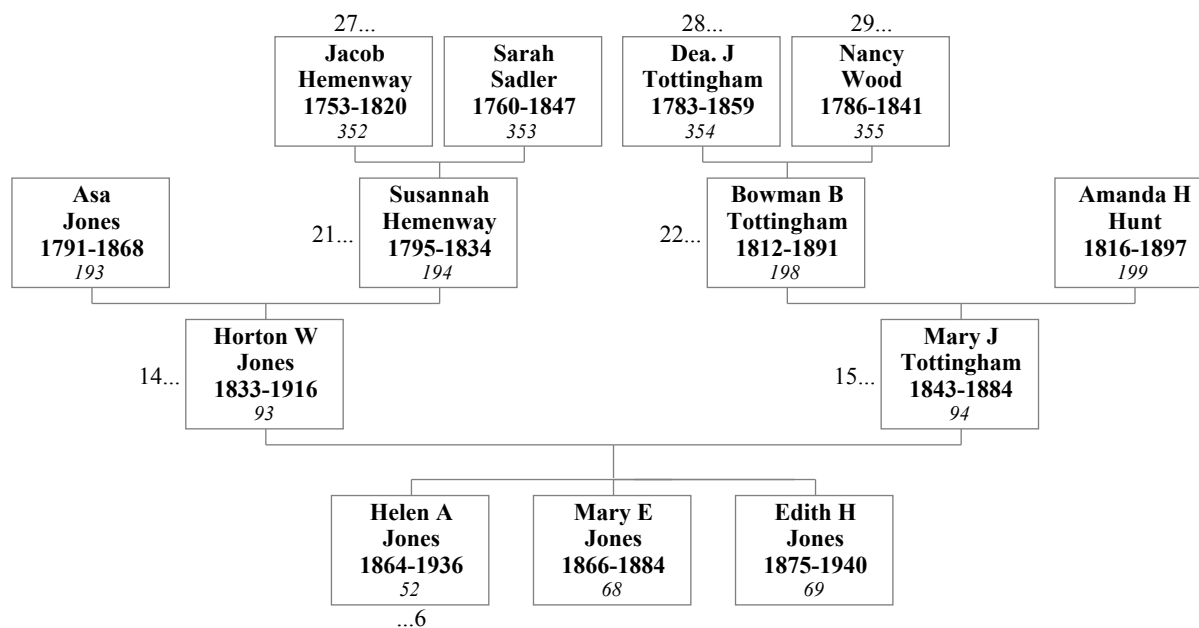 27...
28...
29...
Jacob
Hemenway
1753-1820
352
Sarah
Sadler
1760-1847
353
Dea. J
Tottingham
1783-1859
354
Nancy
Wood
1786-1841
355
Asa
Jones
1791-1868
193
21...
Susannah
Hemenway
1795-1834
194
22...
Bowman B
Tottingham
1812-1891
198
Amanda H
Hunt
1816-1897
199
14...
Horton W
Jones
1833-1916
93
15...
Mary J
Tottingham
1843-1884
94
Helen A
Jones
1864-1936
52
Mary E
Jones
1866-1884
68
Edith H
Jones
1875-1940
69
...6